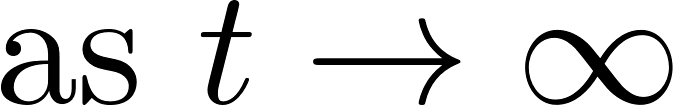 as t → ∞